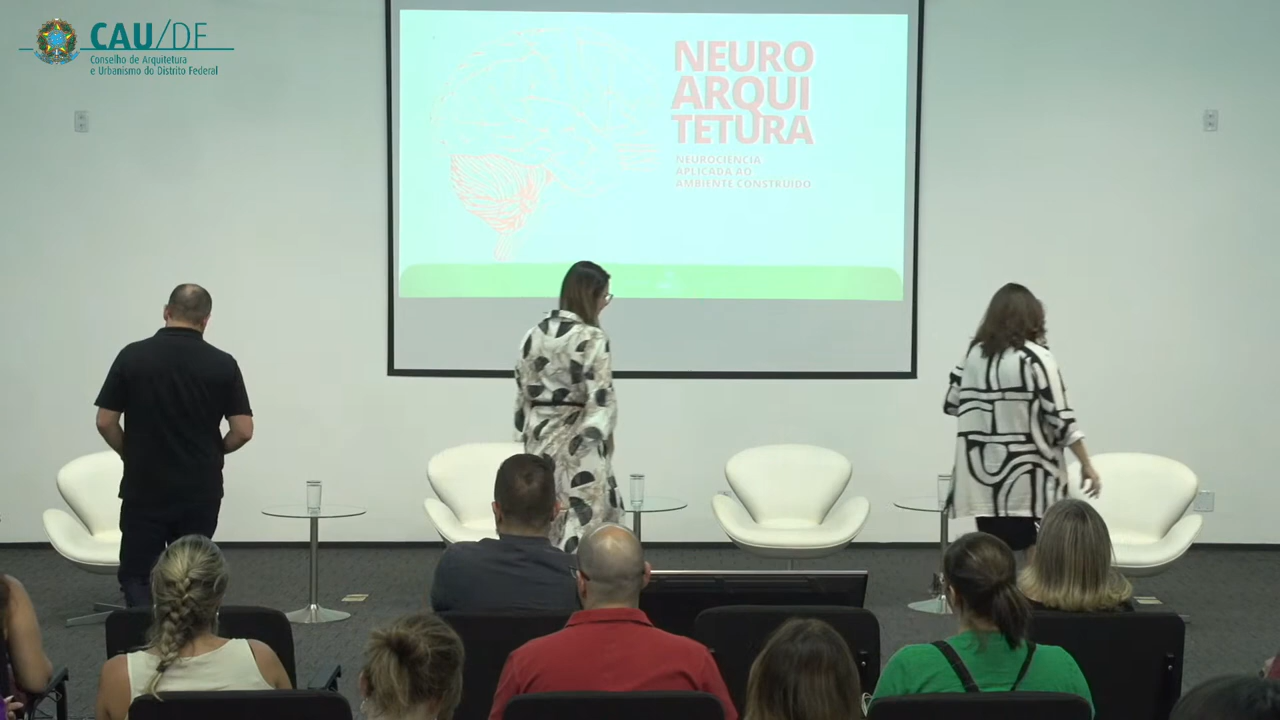 CAU/DF
Conselho de Arquitetura
e Urbanismo do Distrito Federal
NEURO
ARQUI
TETURA
NEUROCIÊNCIA
APLICADA AO
AMBIENTE CONSTRUÍDO